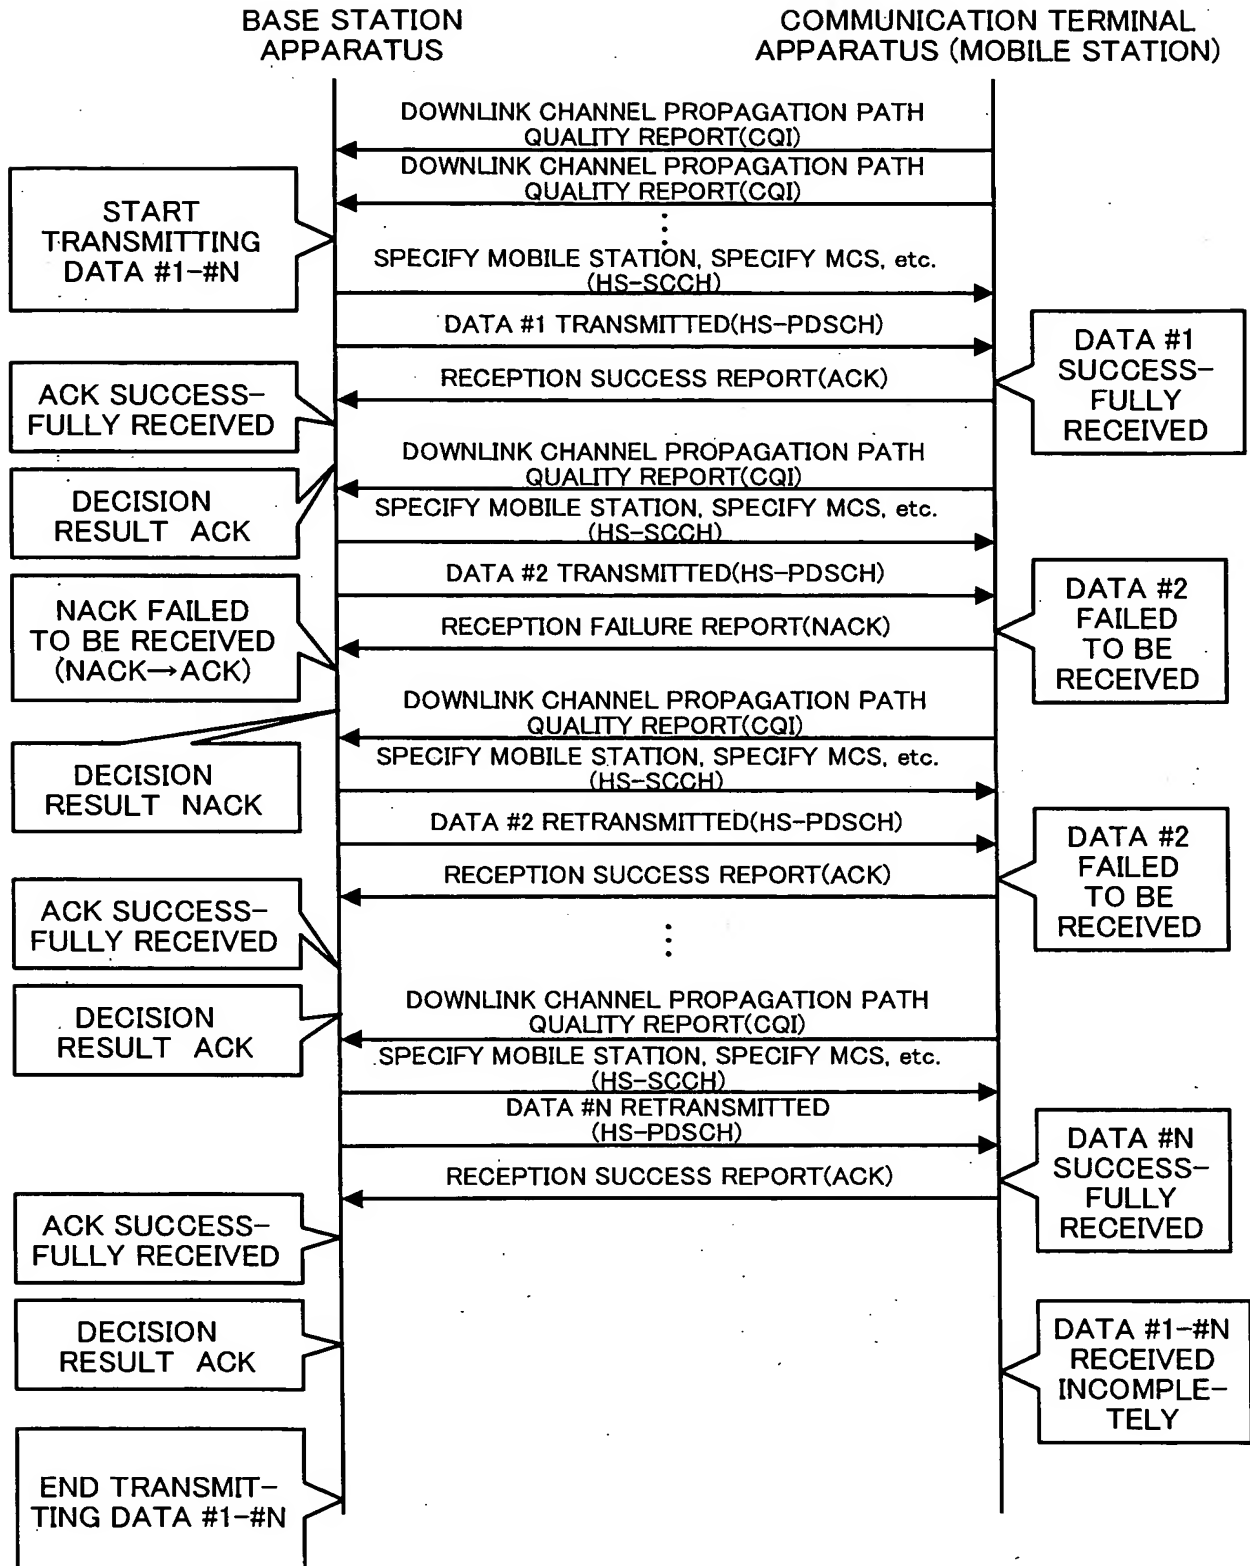 BASE STATION
APPARATUS
COMMUNICATION TERMINAL
APPARATUS (MOBILE STATION)
DOWNLINK CHANNEL PROPAGATION PATH
QUALITY REPORT(CQI)
DOWNLINK CHANNEL PROPAGATION PATH
QUALITY REPORT(CQI)
START
TRANSMITTING
DATA #1-#N
SPECIFY MOBILE STATION, SPECIFY MCS, etc.
(HS-SCCH)
DATA #1 TRANSMITTED(HS-PDSCH)
DATA #1
SUCCESS-
FULLY
RECEIVED
RECEPTION SUCCESS REPORT(ACK)
ACK SUCCESS-
FULLY RECEIVED
DOWNLINK CHANNEL PROPAGATION PATH
QUALITY REPORT(CQI)
DECISION
RESULT ACK
SPECIFY MOBILE STATION, SPECIFY MCS, etc.
(HS-SCCH)
DATA #2 TRANSMITTED(HS-PDSCH)
DATA #2
FAILED
TO BE
RECEIVED
NACK FAILED
TO BE RECEIVED
(NACK→ACK)
RECEPTION FAILURE REPORT(NACK)
DOWNLINK CHANNEL PROPAGATION PATH
QUALITY REPORT(CQI)
DECISION
RESULT NACK
SPECIFY MOBILE STATION, SPECIFY MCS, etc.
(HS-SCCH)
DATA #2 RETRANSMITTED(HS-PDSCH)
DATA #2
FAILED
TO BE
RECEIVED
RECEPTION SUCCESS REPORT(ACK)
ACK SUCCESS-
FULLY RECEIVED
DECISION
RESULT ACK
DOWNLINK CHANNEL PROPAGATION PATH
QUALITY REPORT(CQI)
SPECIFY MOBILE STATION, SPECIFY MCS, etc.
(HS-SCCH)
DATA #N RETRANSMITTED
(HS-PDSCH)
DATA #N
SUCCESS-
FULLY
RECEIVED
RECEPTION SUCCESS REPORT(ACK)
ACK SUCCESS-
FULLY RECEIVED
DECISION
RESULT ACK
DATA #1-#N
RECEIVED
INCOMPLE-
TELY
END TRANSMIT-
TING DATA #1-#N